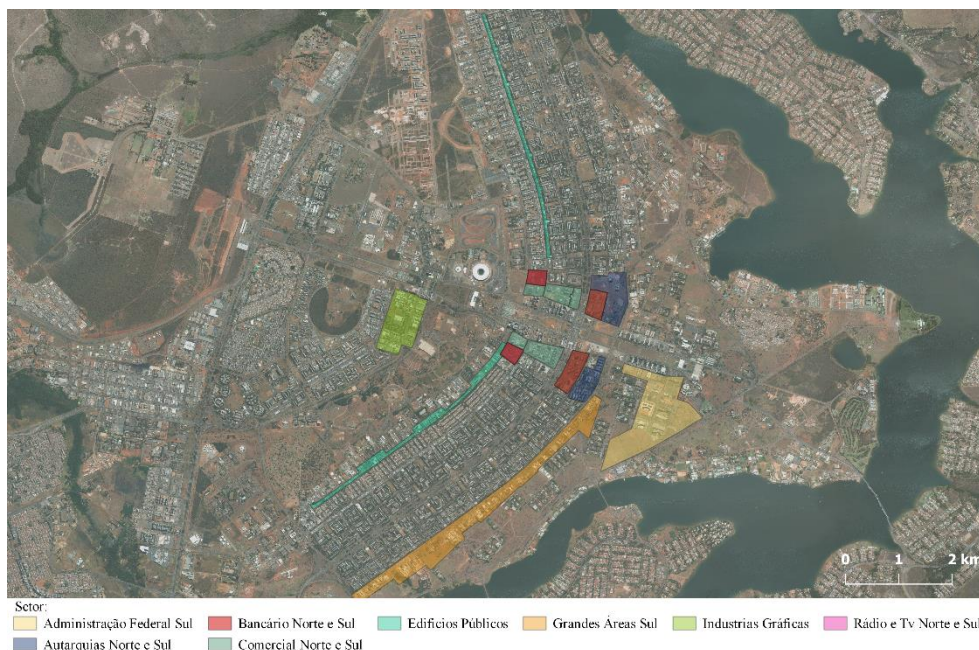 0 1 2 km
Setor:
Administração Federal Sul Bancário Norte e Sul Edifícios Públicos Grandes Áreas Sul Industrias Gráficas Rádio e Tv Norte e Sul
Autarquias Norte e Sul Comercial Norte e Sul